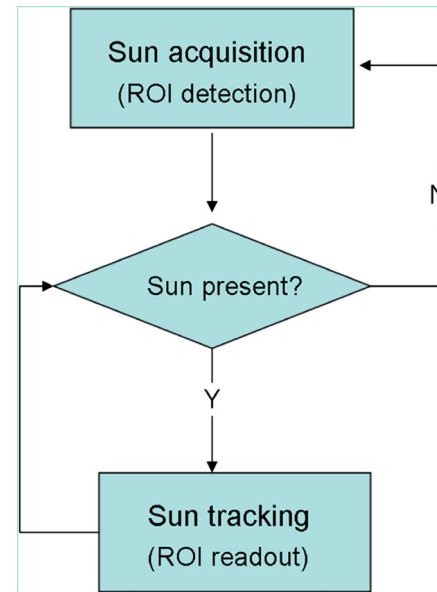 Sun acquisition
(ROI detection)
N
Sun present?
Y
Sun tracking
(ROI readout)